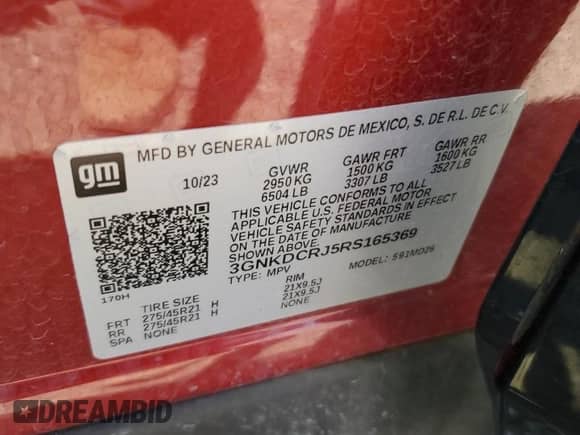 gm
MFD BY GENERAL MOTORS DE MEXICO, S. DE R.L. DE C.V.
10/23 GVWR GAWR FRT GAWR RR
2950 KG 1500 KG 1600 KG
6504 LB 3307 LB 3527 LB
THIS VEHICLE CONFORMS TO ALL
APPLICABLE U.S. FEDERAL MOTOR
VEHICLE SAFETY STANDARDS IN EFFECT
ON THE DATE OF MANUFACTURE
SHOWN ABOVE.
3GNKDCRJ5RS165369
TYPE: MPV MODEL: 591MD26
170H
TIRE SIZE RIM
FRT 275/45R21 H 21X9.5J
RR 275/45R21 H 21X9.5J
SPA NONE NONE
DREAMBID